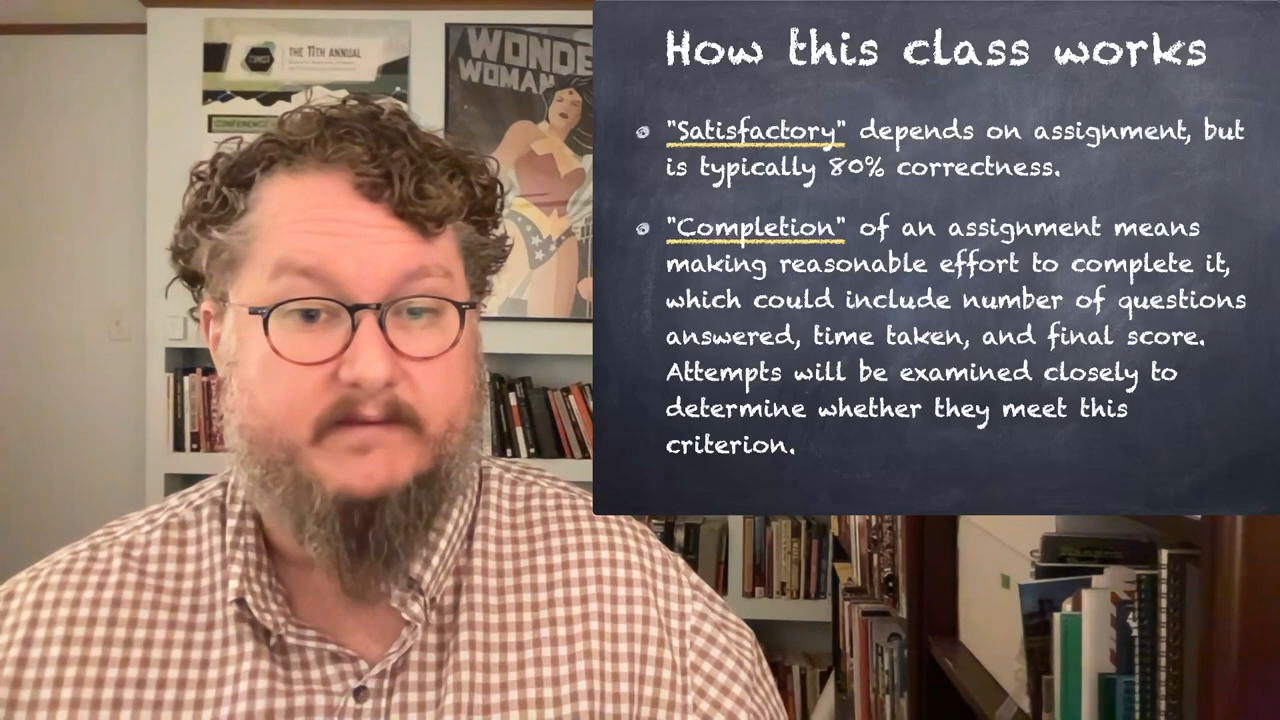 THE 11TH ANNUAL
CONFERENCE
WONDE
WOMAN
How this class works
"Satisfactory" depends on assignment, but
is typically 80% correctness.
"Completion" of an assignment means
making reasonable effort to complete it,
which could include number of questions
answered, time taken, and final score.
Attempts will be examined closely to
determine whether they meet this
criterion.